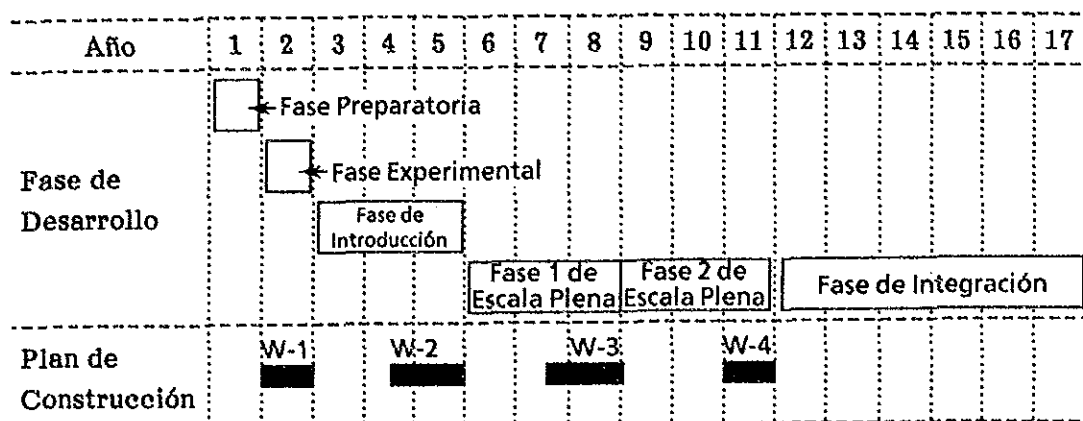 Año 1 2 3 4 5 6 7 8 9 10 11 12 13 14 15 16 17
Fase Preparatoria
Fase Experimental
Fase de
Desarrollo
Fase de
Introducción
Fase 1 de
Escala Plena
Fase 2 de
Escala Plena
Fase de Integración
Plan de
Construcción
W-1 W-2 W-3 W-4